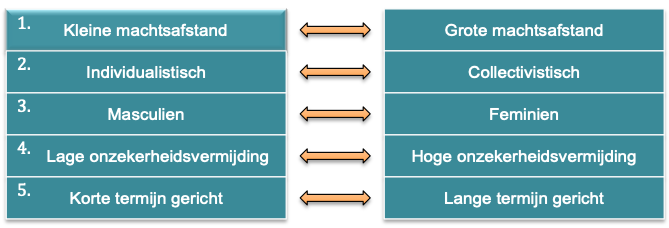 1. Kleine machtsafstand Grote machtsafstand
2. Individualistisch Collectivistisch
3. Masculien Feminien
4. Lage onzekerheidsvermijding Hoge onzekerheidsvermijding
5. Korte termijn gericht Lange termijn gericht